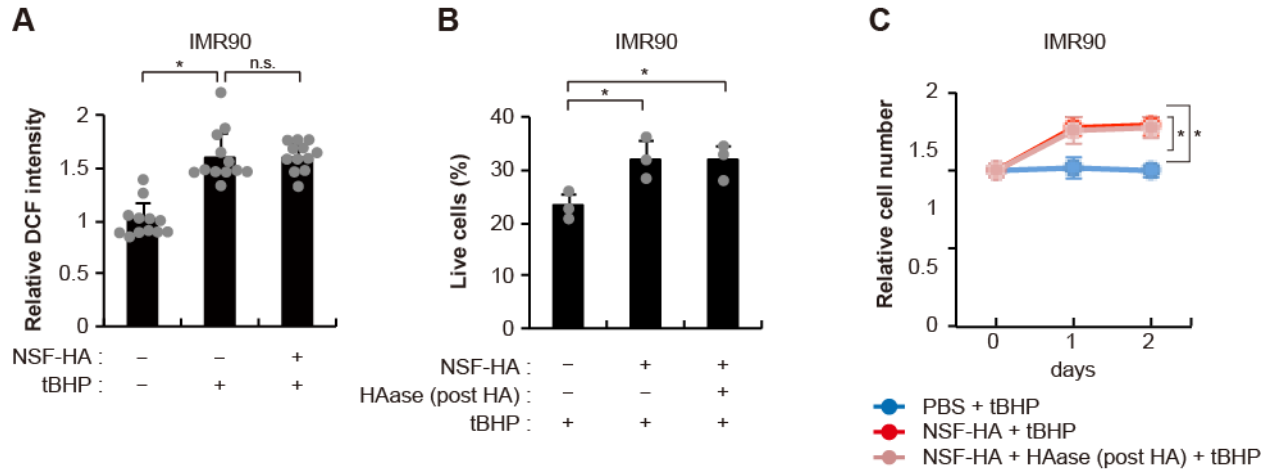 A
IMR90
*
n.s.
Relative DCF intensity
2
1.5
1
0.5
0
NSF-HA : – – +
tBHP : – + +
B
IMR90
*
*
Live cells (%)
40
30
20
10
0
NSF-HA : – + +
HAase (post HA) : – – +
tBHP : + + +
C
IMR90
Relative cell number
2
1.5
1
0.5
0
* *
0 1 2
days
PBS + tBHP
NSF-HA + tBHP
NSF-HA + HAase (post HA) + tBHP